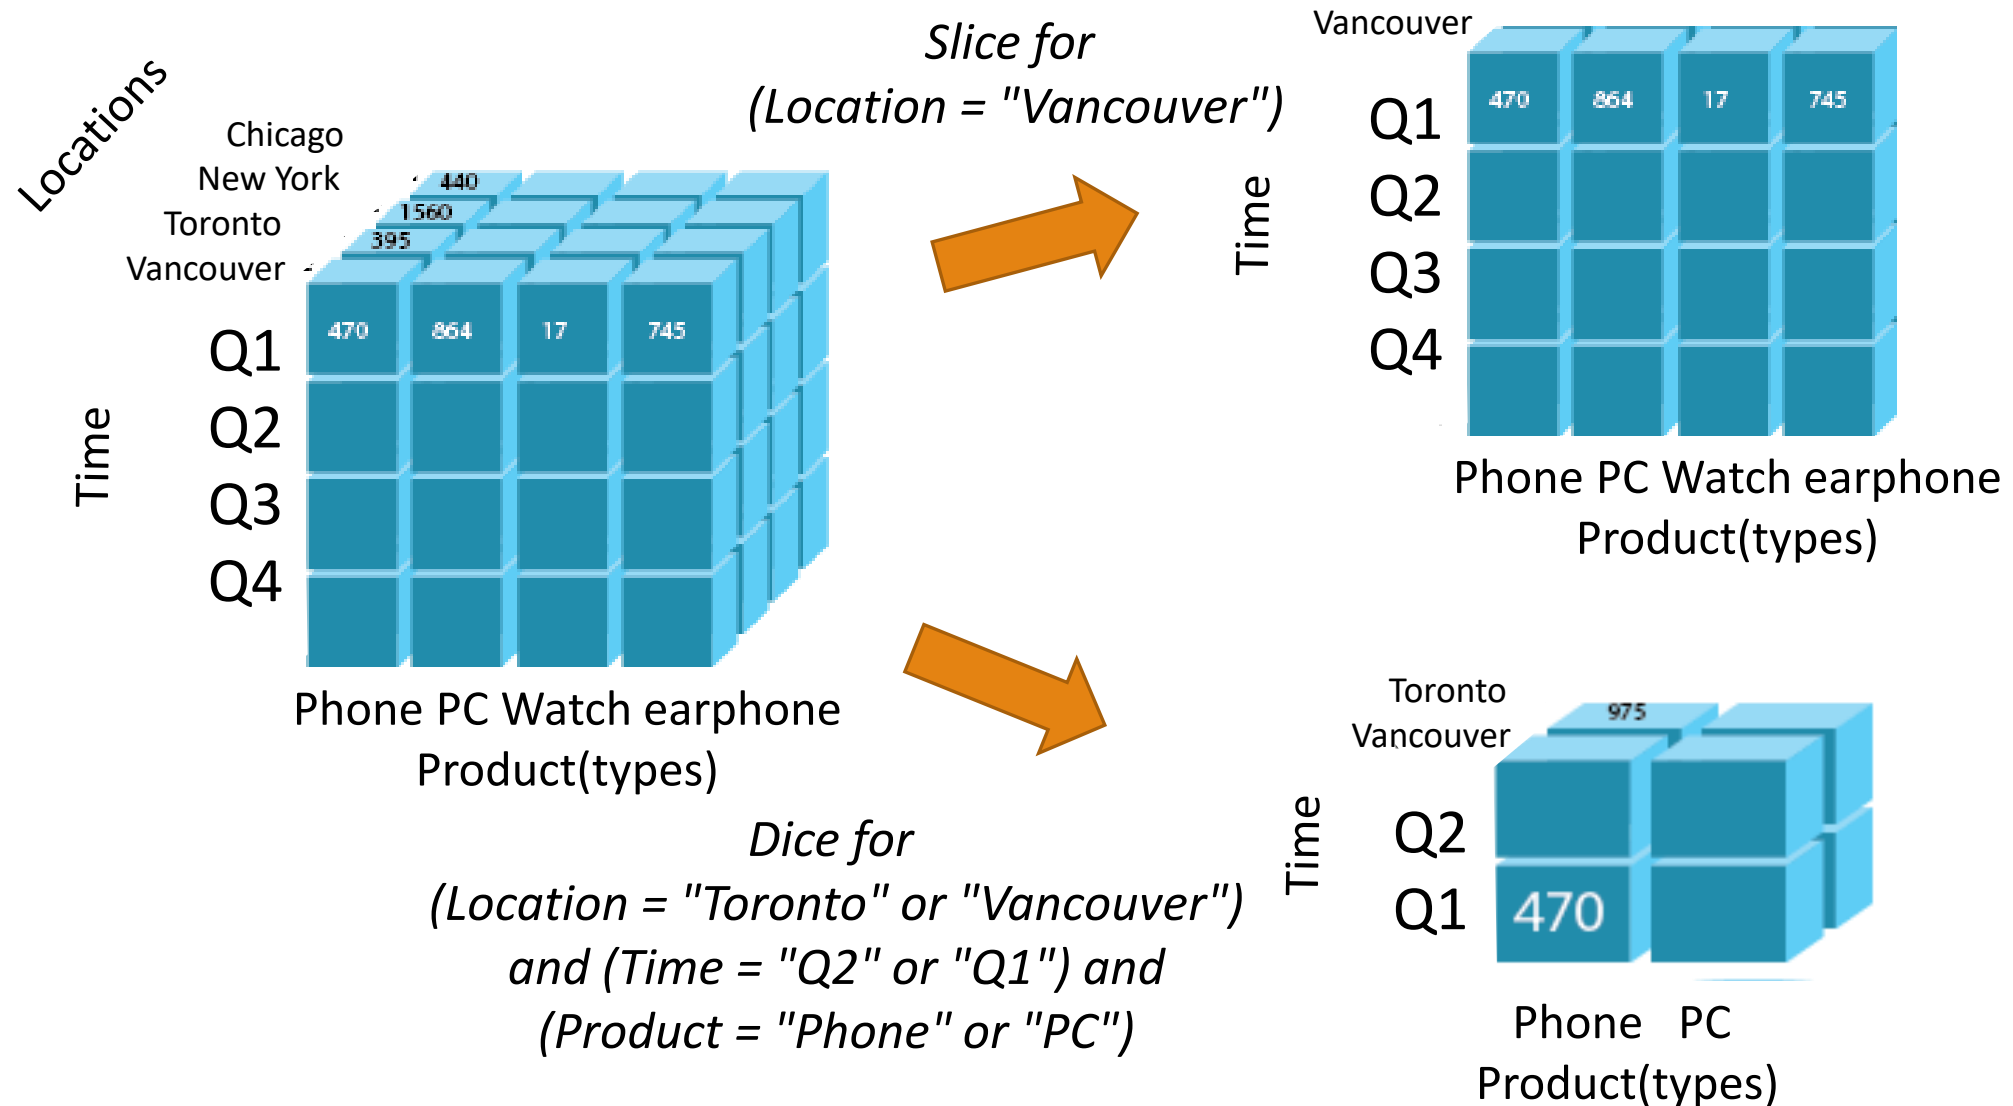 Locations
Chicago
New York
Toronto
Vancouver
440
1560
395
470 864 17 745
Time
Q1
Q2
Q3
Q4
Phone PC Watch earphone
Product(types)
Slice for
(Location = "Vancouver")
Vancouver
470 864 17 745
Time
Q1
Q2
Q3
Q4
Phone PC Watch earphone
Product(types)
Dice for
(Location = "Toronto" or "Vancouver")
and (Time = "Q2" or "Q1") and
(Product = "Phone" or "PC")
Toronto
Vancouver
975
Time
Q2
Q1
470
Phone PC
Product(types)